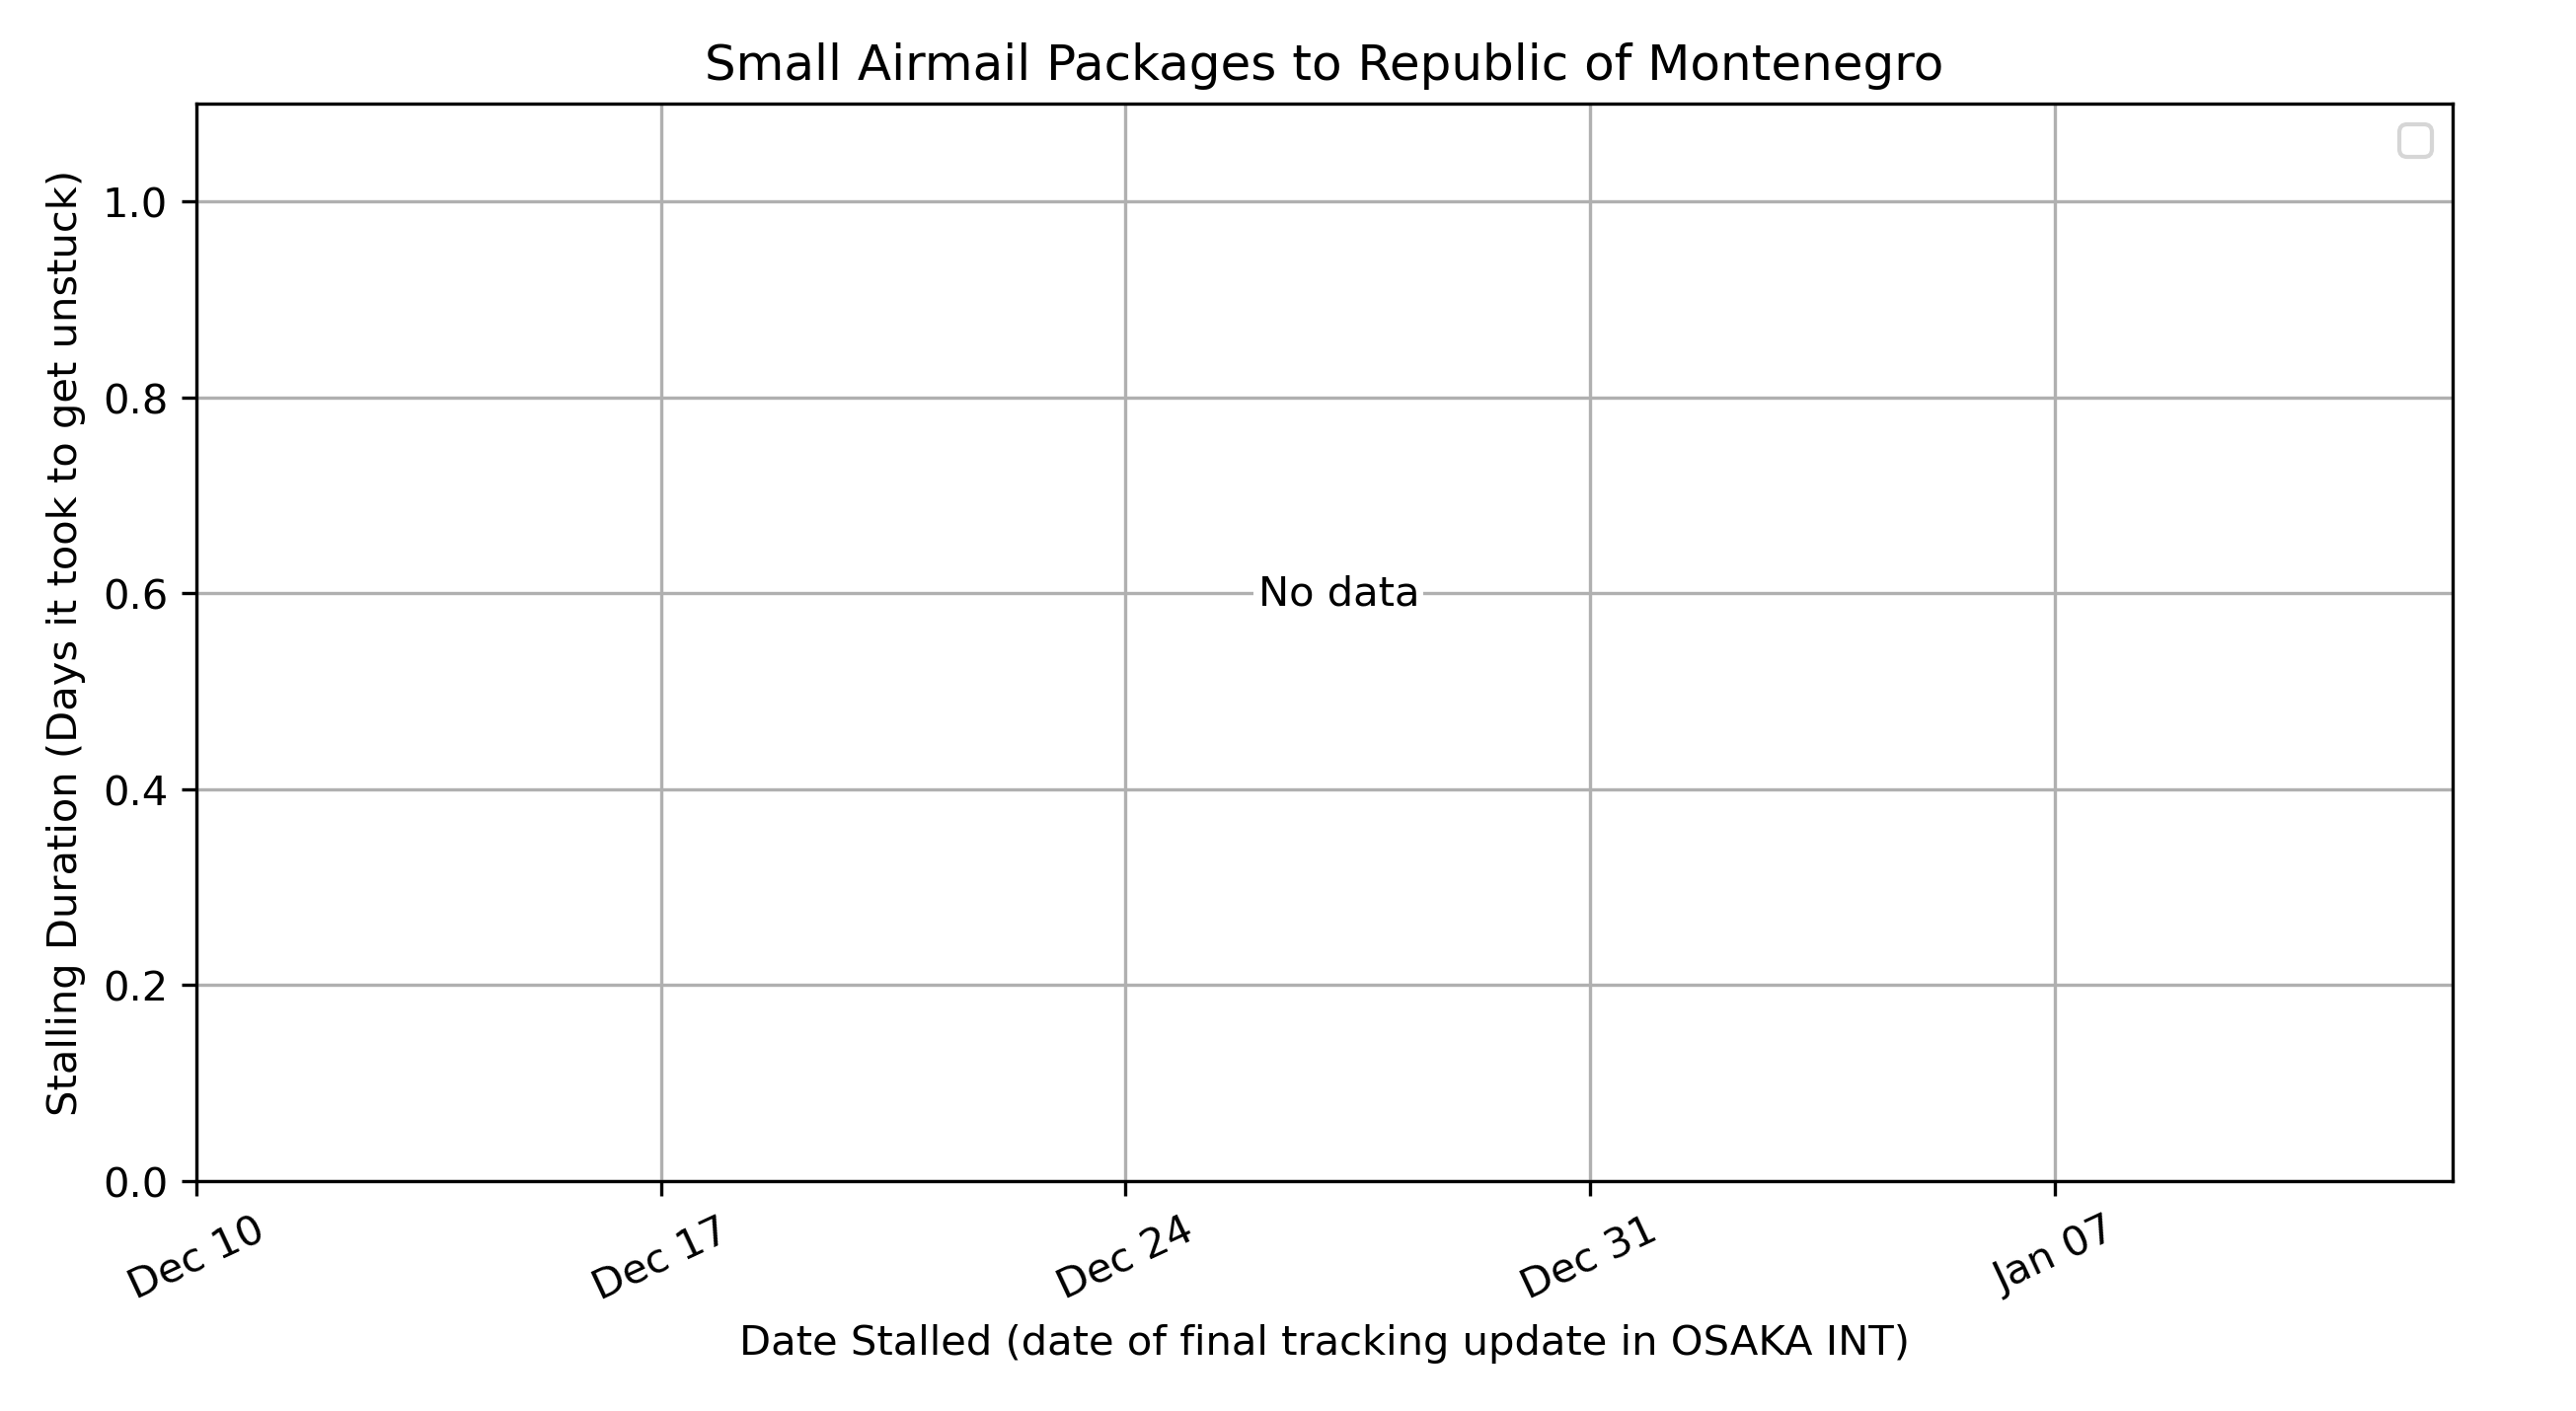 Small Airmail Packages to Republic of Montenegro
Stalling Duration (Days it took to get unstuck)
1.0
0.8
0.6
0.4
0.2
0.0
No data
Dec 10
Dec 17
Dec 24
Dec 31
Jan 07
Date Stalled (date of final tracking update in OSAKA INT)